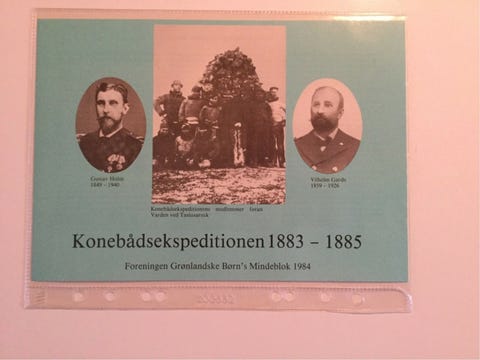 Gustav Holm
1849 - 1940
Vilhelm Garde
1859 - 1926
Konebådsekspeditionens medlemmer foran
Varden ved Tasiusarsik
Konebådsekspeditionen 1883 – 1885
Foreningen Grønlandske Børn's Mindeblok 1984